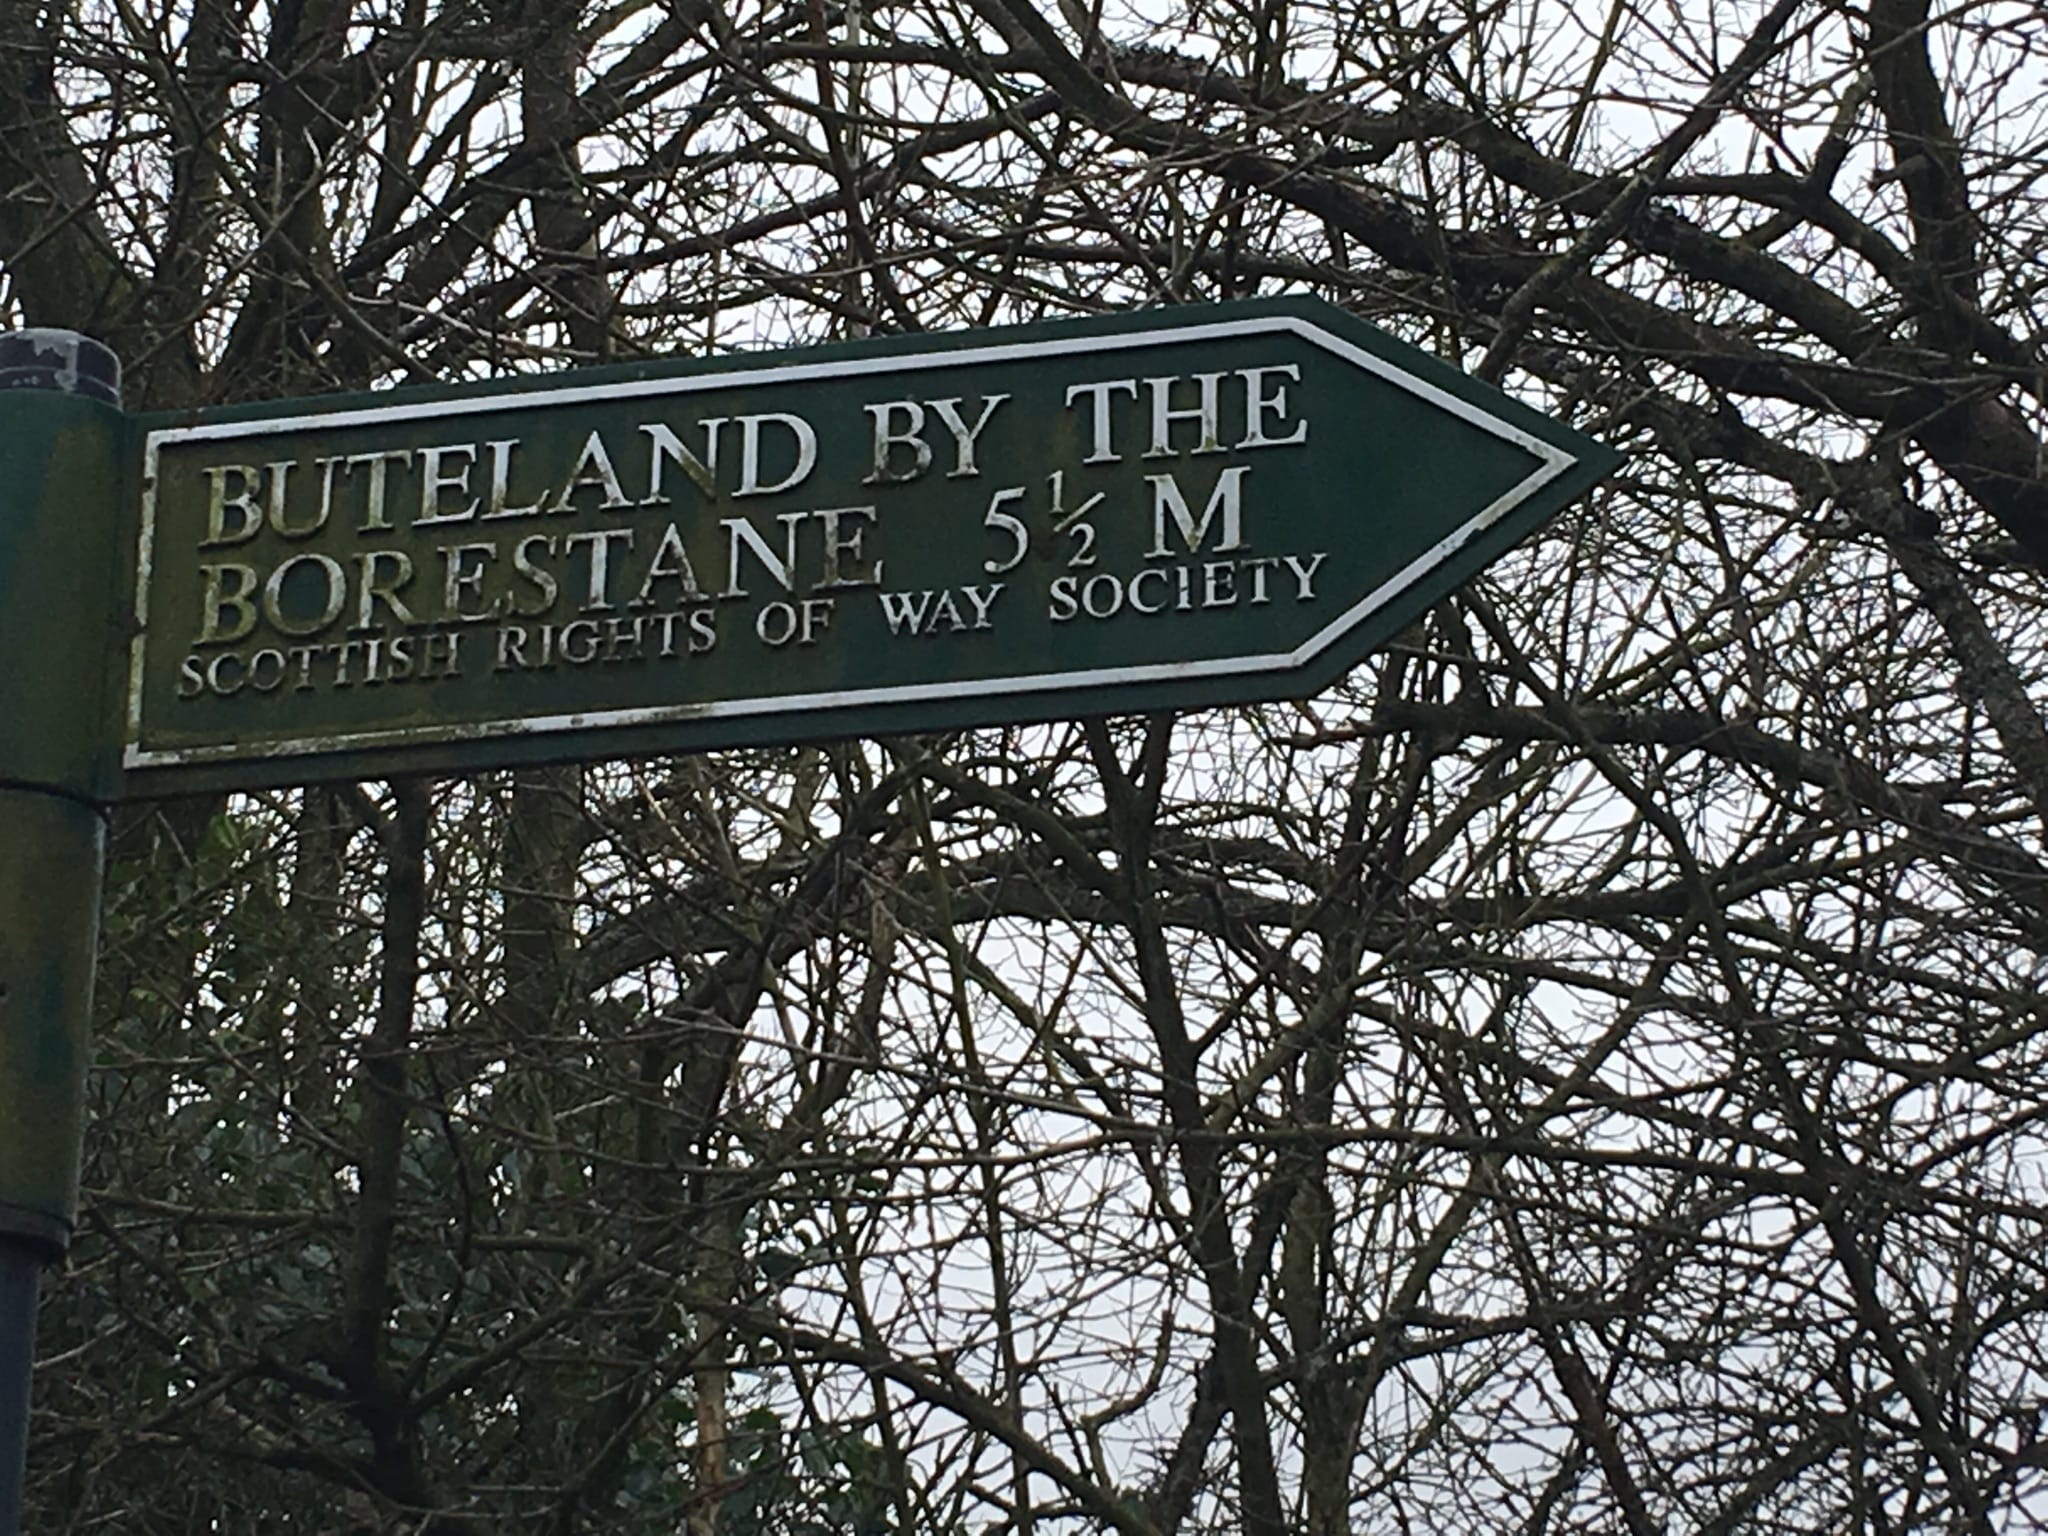 BUTELAND BY THE
BORESTANE 5½ M
SCOTTISH RIGHTS OF WAY SOCIETY